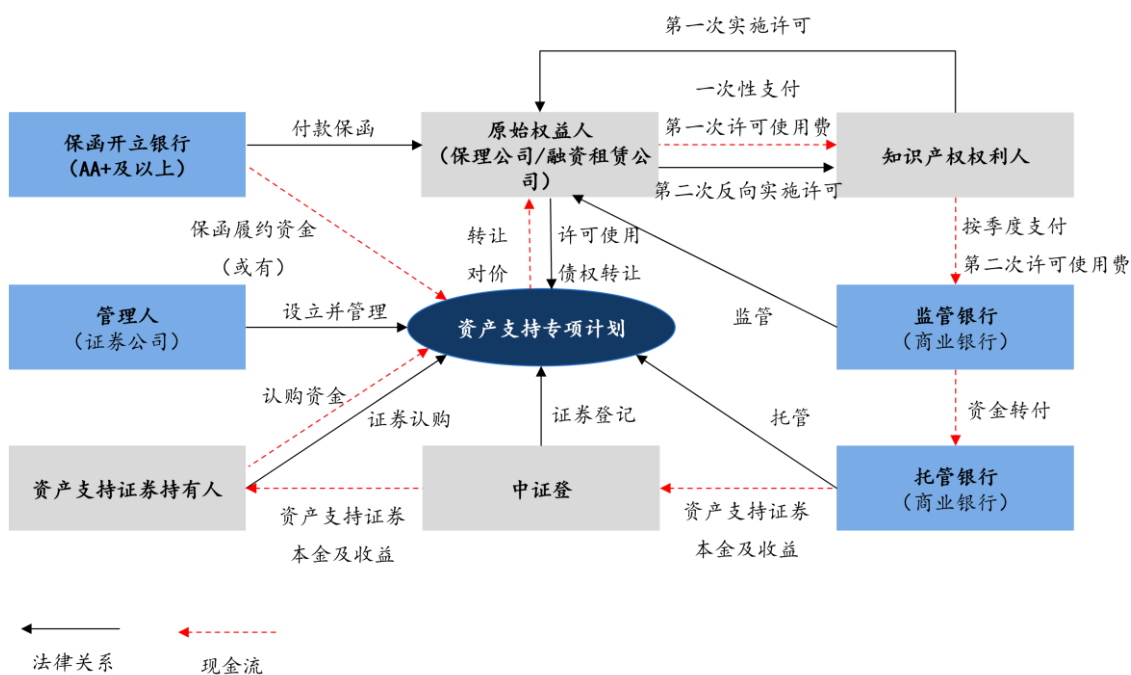 第一次实施许可
一次性支付
付款保函
第一次许可使用费
保函开立银行
（AA+及以上）
原始权益人
（保理公司/融资租赁公
司）
知识产权权利人
第二次反向实施许可
保函履约资金
（或有）
转让
对价
许可使用
债权转让
按季度支付
第二次许可使用费
管理人
（证券公司）
设立并管理
资产支持专项计划
监管
监管银行
（商业银行）
认购资金
证券认购
证券登记
托管
资金转付
资产支持证券持有人
中证登
托管银行
（商业银行）
资产支持证券
本金及收益
资产支持证券
本金及收益
法律关系
现金流